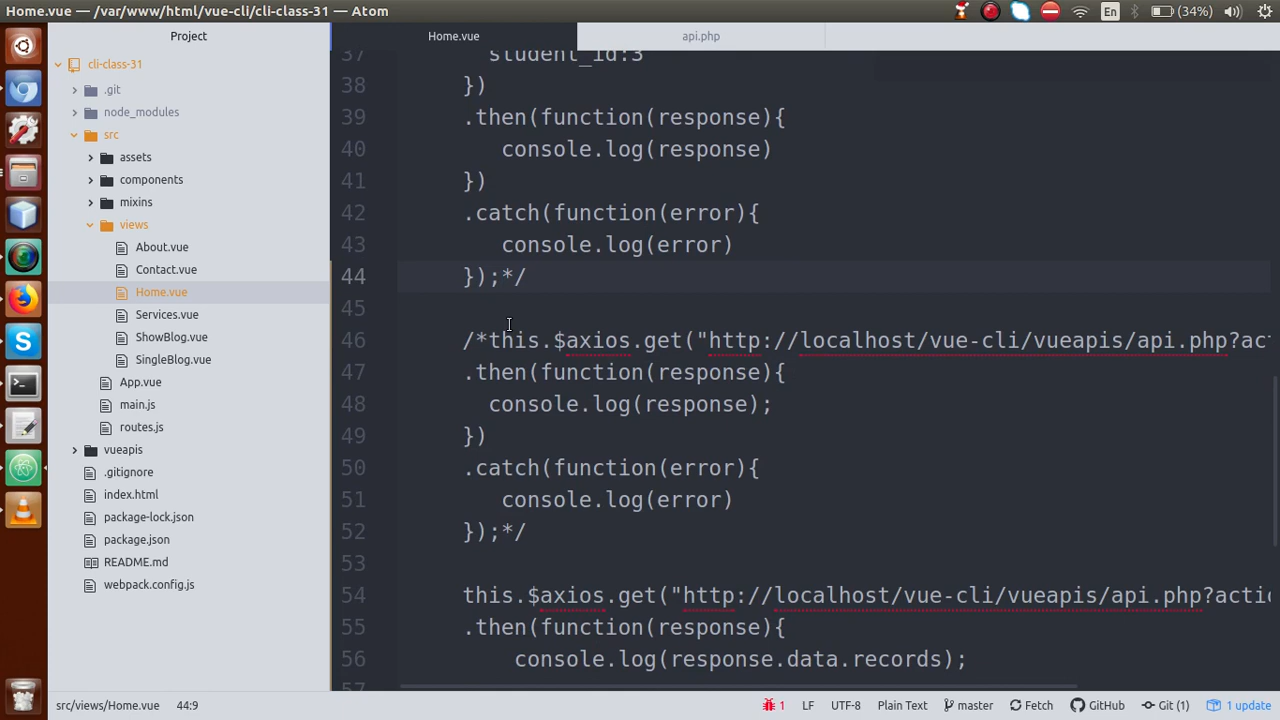 Home.vue — /var/www/html/vue-cli/cli-class-31 — Atom
En
(34%)
Project
Home.vue
api.php
cli-class-31
.git
node_modules
src
assets
components
mixins
views
About.vue
Contact.vue
Home.vue
Services.vue
ShowBlog.vue
SingleBlog.vue
App.vue
main.js
routes.js
vueapis
.gitignore
index.html
package-lock.json
package.json
README.md
webpack.config.js
37 student_id:3
38 })
39 .then(function(response){
40 console.log(response)
41 })
42 .catch(function(error){
43 console.log(error)
44 });*/
45
46 /*this.$axios.get("http://localhost/vue-cli/vueapis/api.php?act
47 .then(function(response){
48 console.log(response);
49 })
50 .catch(function(error){
51 console.log(error)
52 });*/
53
54 this.$axios.get("http://localhost/vue-cli/vueapis/api.php?actio
55 .then(function(response){
56 console.log(response.data.records);
57
src/views/Home.vue 44:9 1 LF UTF-8 Plain Text master Fetch GitHub Git (1) 1 update